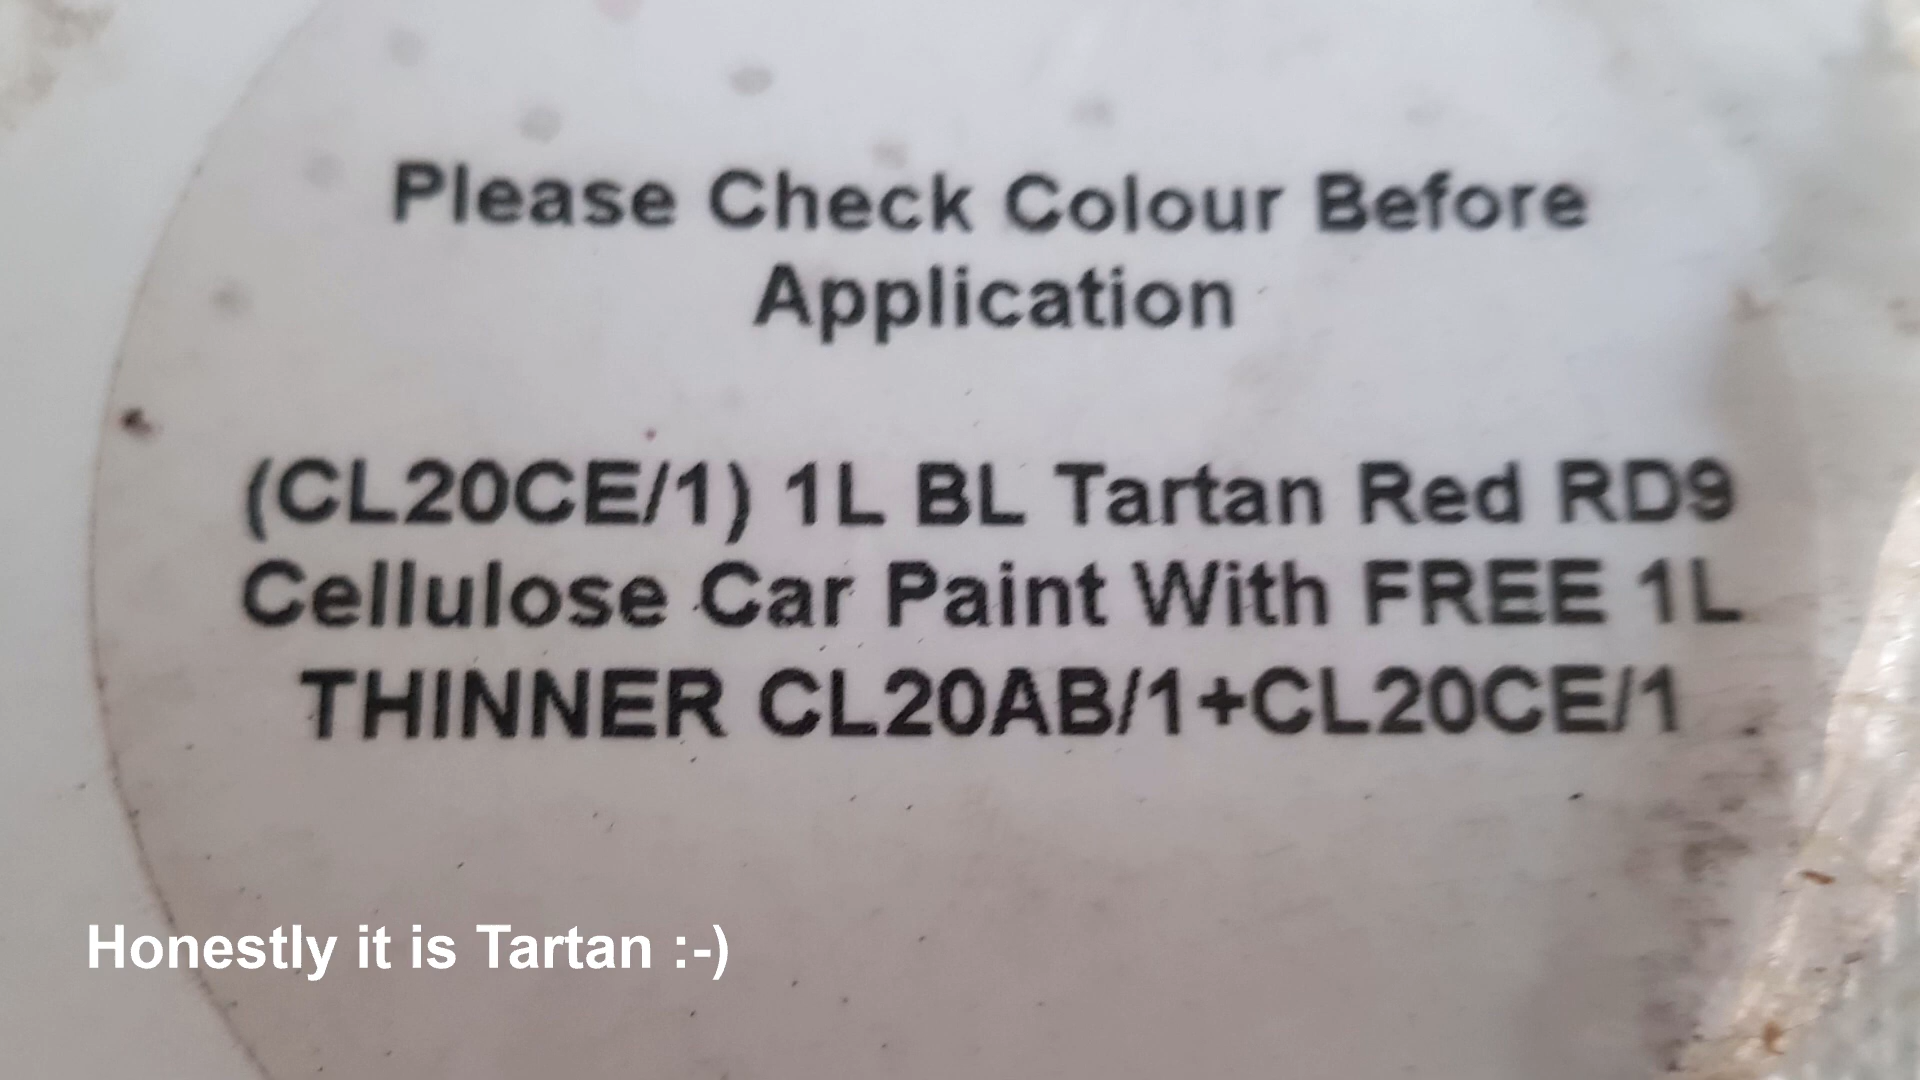 Please Check Colour Before
Application
(CL20CE/1) 1L BL Tartan Red RD9
Cellulose Car Paint With FREE 1L
THINNER CL20AB/1+CL20CE/1
Honestly it is Tartan :-)